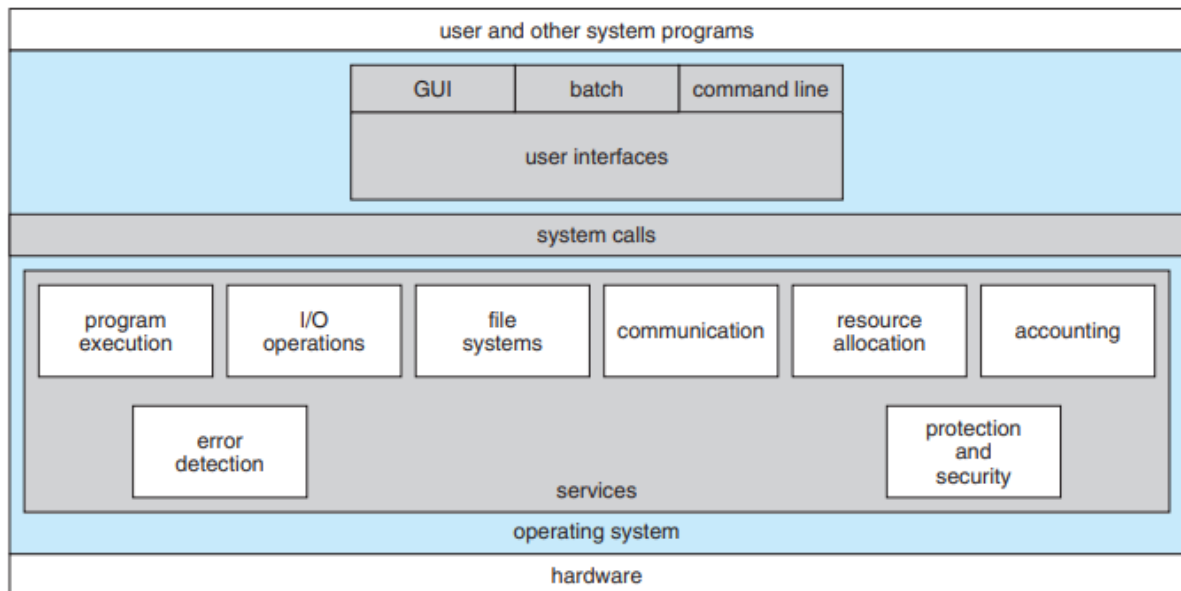 user and other system programs
GUI
batch
command line
user interfaces
system calls
program
execution
I/O
operations
file
systems
communication
resource
allocation
accounting
error
detection
protection
and
security
services
operating system
hardware